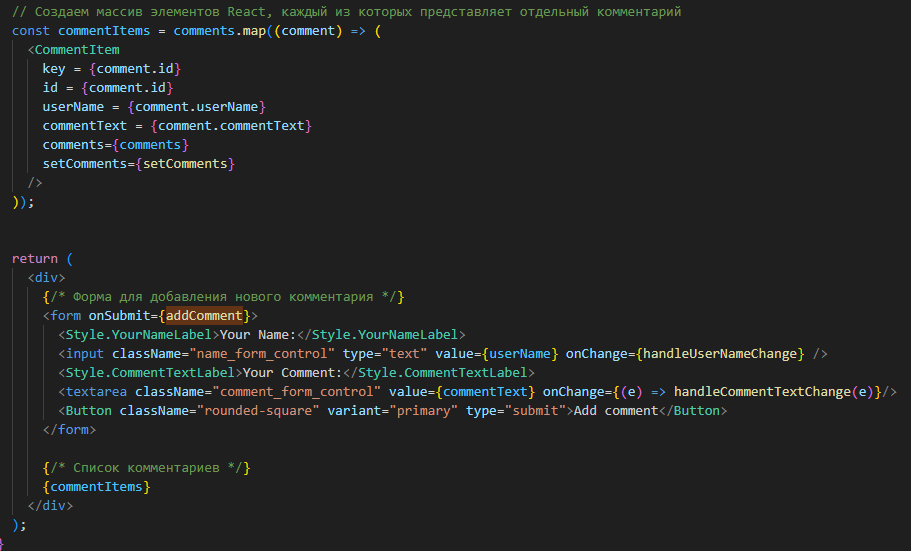 // Создаем массив элементов React, каждый из которых представляет отдельный комментарий
const commentItems = comments.map((comment) => (
<CommentItem
key = {comment.id}
id = {comment.id}
userName = {comment.userName}
commentText = {comment.commentText}
comments={comments}
setComments={setComments}
/>
));
return (
<div>
{/* Форма для добавления нового комментария */}
<form onSubmit={addComment}>
<Style.YourNameLabel>Your Name:</Style.YourNameLabel>
<input className="name_form_control" type="text" value={userName} onChange={handleUserNameChange} />
<Style.CommentTextLabel>Your Comment:</Style.CommentTextLabel>
<textarea className="comment_form_control" value={commentText} onChange={(e) => handleCommentTextChange(e)}/>
<Button className="rounded-square" variant="primary" type="submit">Add comment</Button>
</form>
{/* Список комментариев */}
{commentItems}
</div>
);
}